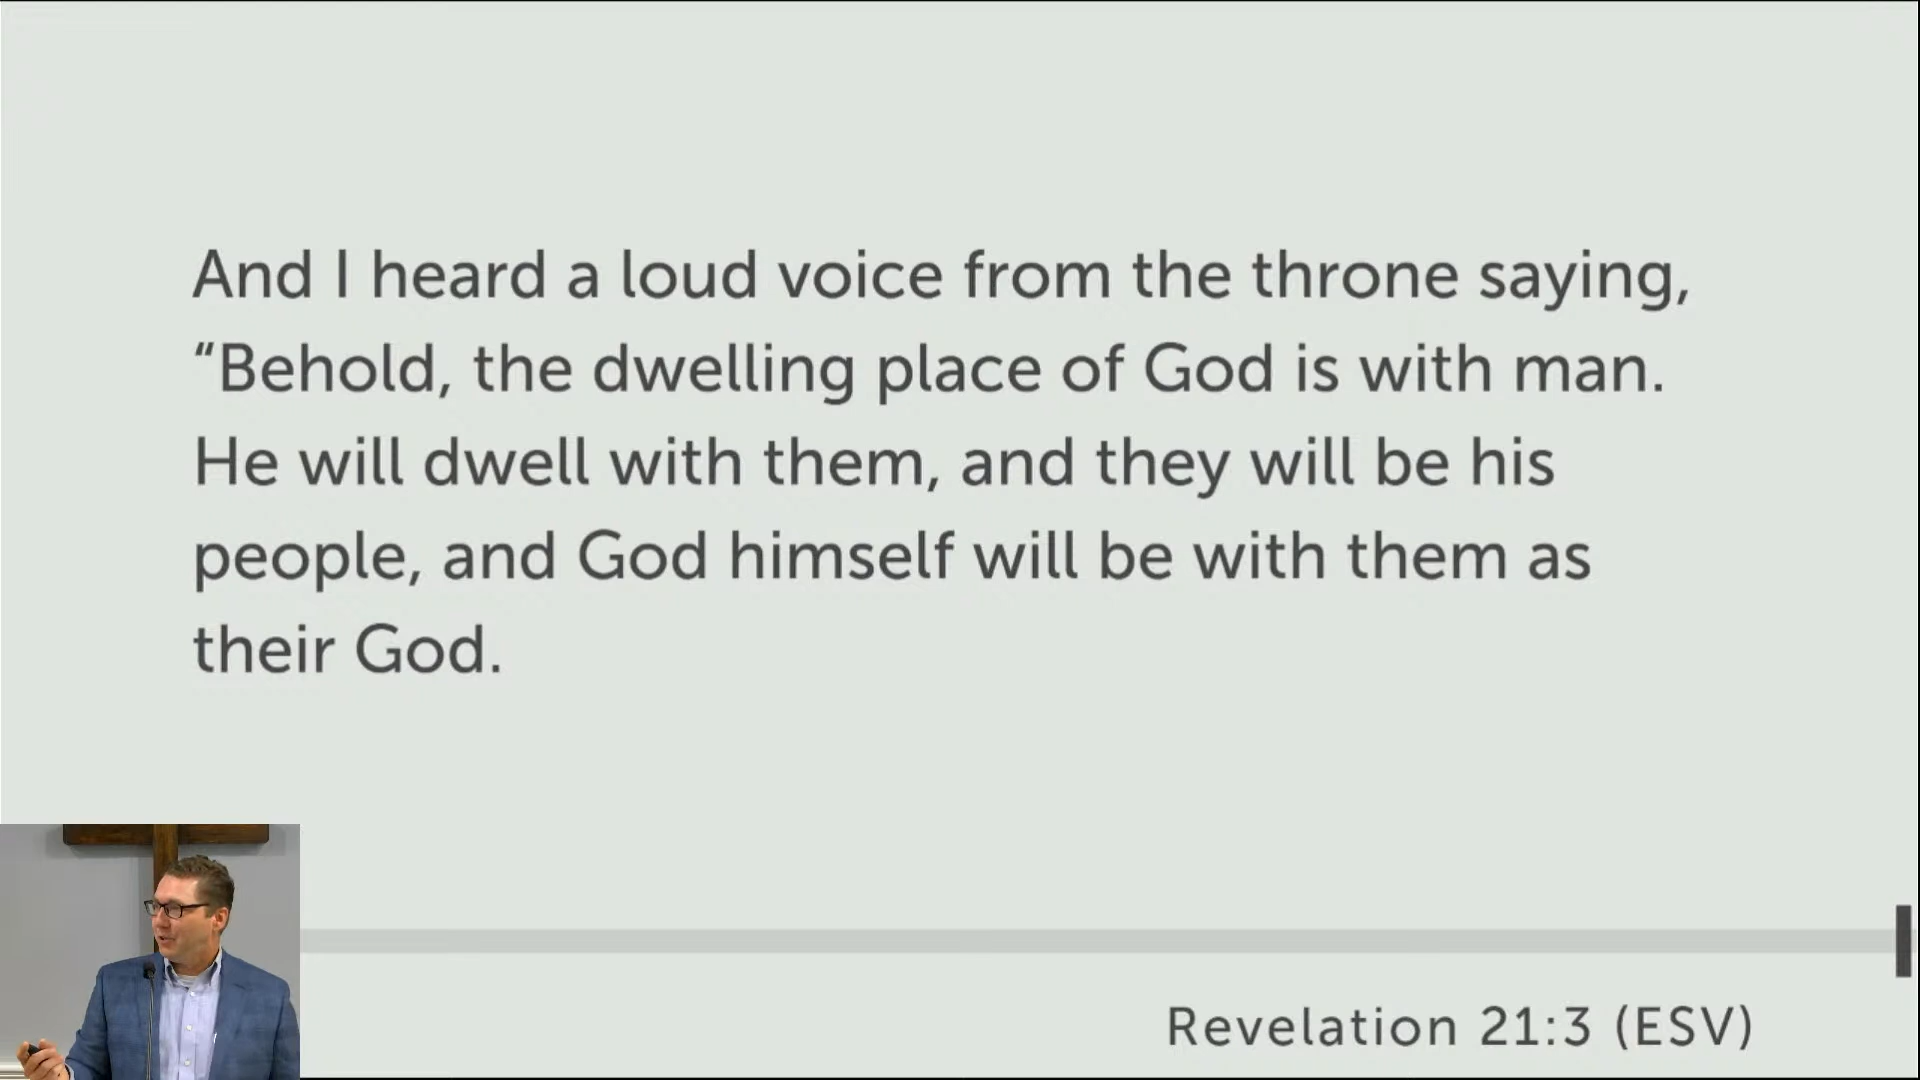 And I heard a loud voice from the throne saying,
“Behold, the dwelling place of God is with man.
He will dwell with them, and they will be his
people, and God himself will be with them as
their God.
Revelation 21:3 (ESV)